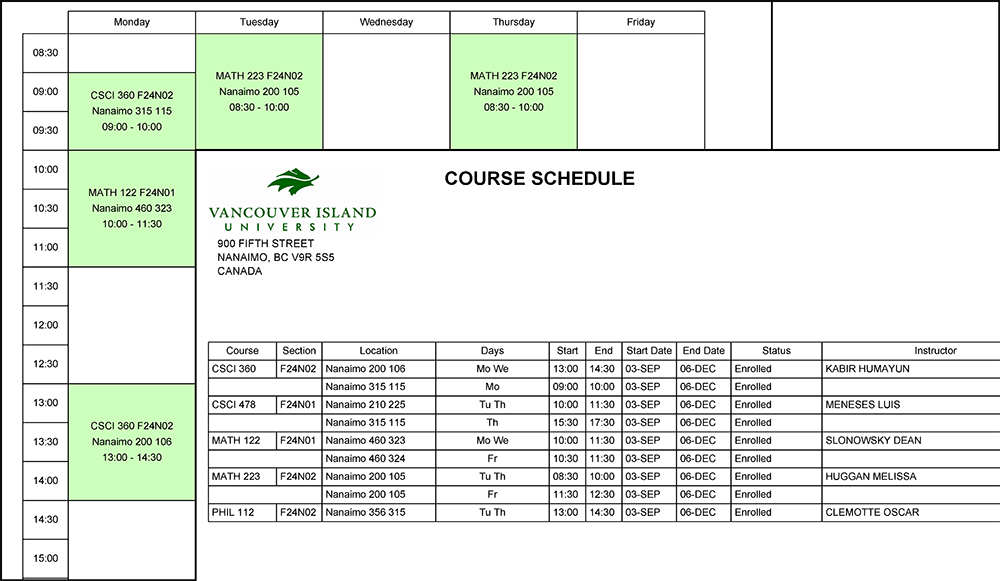 Monday Tuesday Wednesday Thursday Friday
08:30
09:00
09:30
10:00
10:30
11:00
11:30
12:00
12:30
13:00
13:30
14:00
14:30
15:00
CSCI 360 F24N02
Nanaimo 315 115
09:00 - 10:00
MATH 122 F24N01
Nanaimo 460 323
10:00 - 11:30
CSCI 360 F24N02
Nanaimo 200 106
13:00 - 14:30
MATH 223 F24N02
Nanaimo 200 105
08:30 - 10:00
MATH 223 F24N02
Nanaimo 200 105
08:30 - 10:00
VANCOUVER ISLAND
UNIVERSITY
900 FIFTH STREET
NANAIMO, BC V9R 5S5
CANADA
COURSE SCHEDULE
Course Section Location Days Start End Start Date End Date Status Instructor
CSCI 360 F24N02 Nanaimo 200 106 Mo We 13:00 14:30 03-SEP 06-DEC Enrolled KABIR HUMAYUN
Nanaimo 315 115 Mo 09:00 10:00 03-SEP 06-DEC Enrolled
CSCI 478 F24N01 Nanaimo 210 225 Tu Th 10:00 11:30 03-SEP 06-DEC Enrolled MENESES LUIS
Nanaimo 315 115 Th 15:30 17:30 03-SEP 06-DEC Enrolled
MATH 122 F24N01 Nanaimo 460 323 Mo We 10:00 11:30 03-SEP 06-DEC Enrolled SLONOWSKY DEAN
Nanaimo 460 324 Fr 10:30 11:30 03-SEP 06-DEC Enrolled
MATH 223 F24N02 Nanaimo 200 105 Tu Th 08:30 10:00 03-SEP 06-DEC Enrolled HUGGAN MELISSA
Nanaimo 200 105 Fr 11:30 12:30 03-SEP 06-DEC Enrolled
PHIL 112 F24N02 Nanaimo 356 315 Tu Th 13:00 14:30 03-SEP 06-DEC Enrolled CLEMOTTE OSCAR